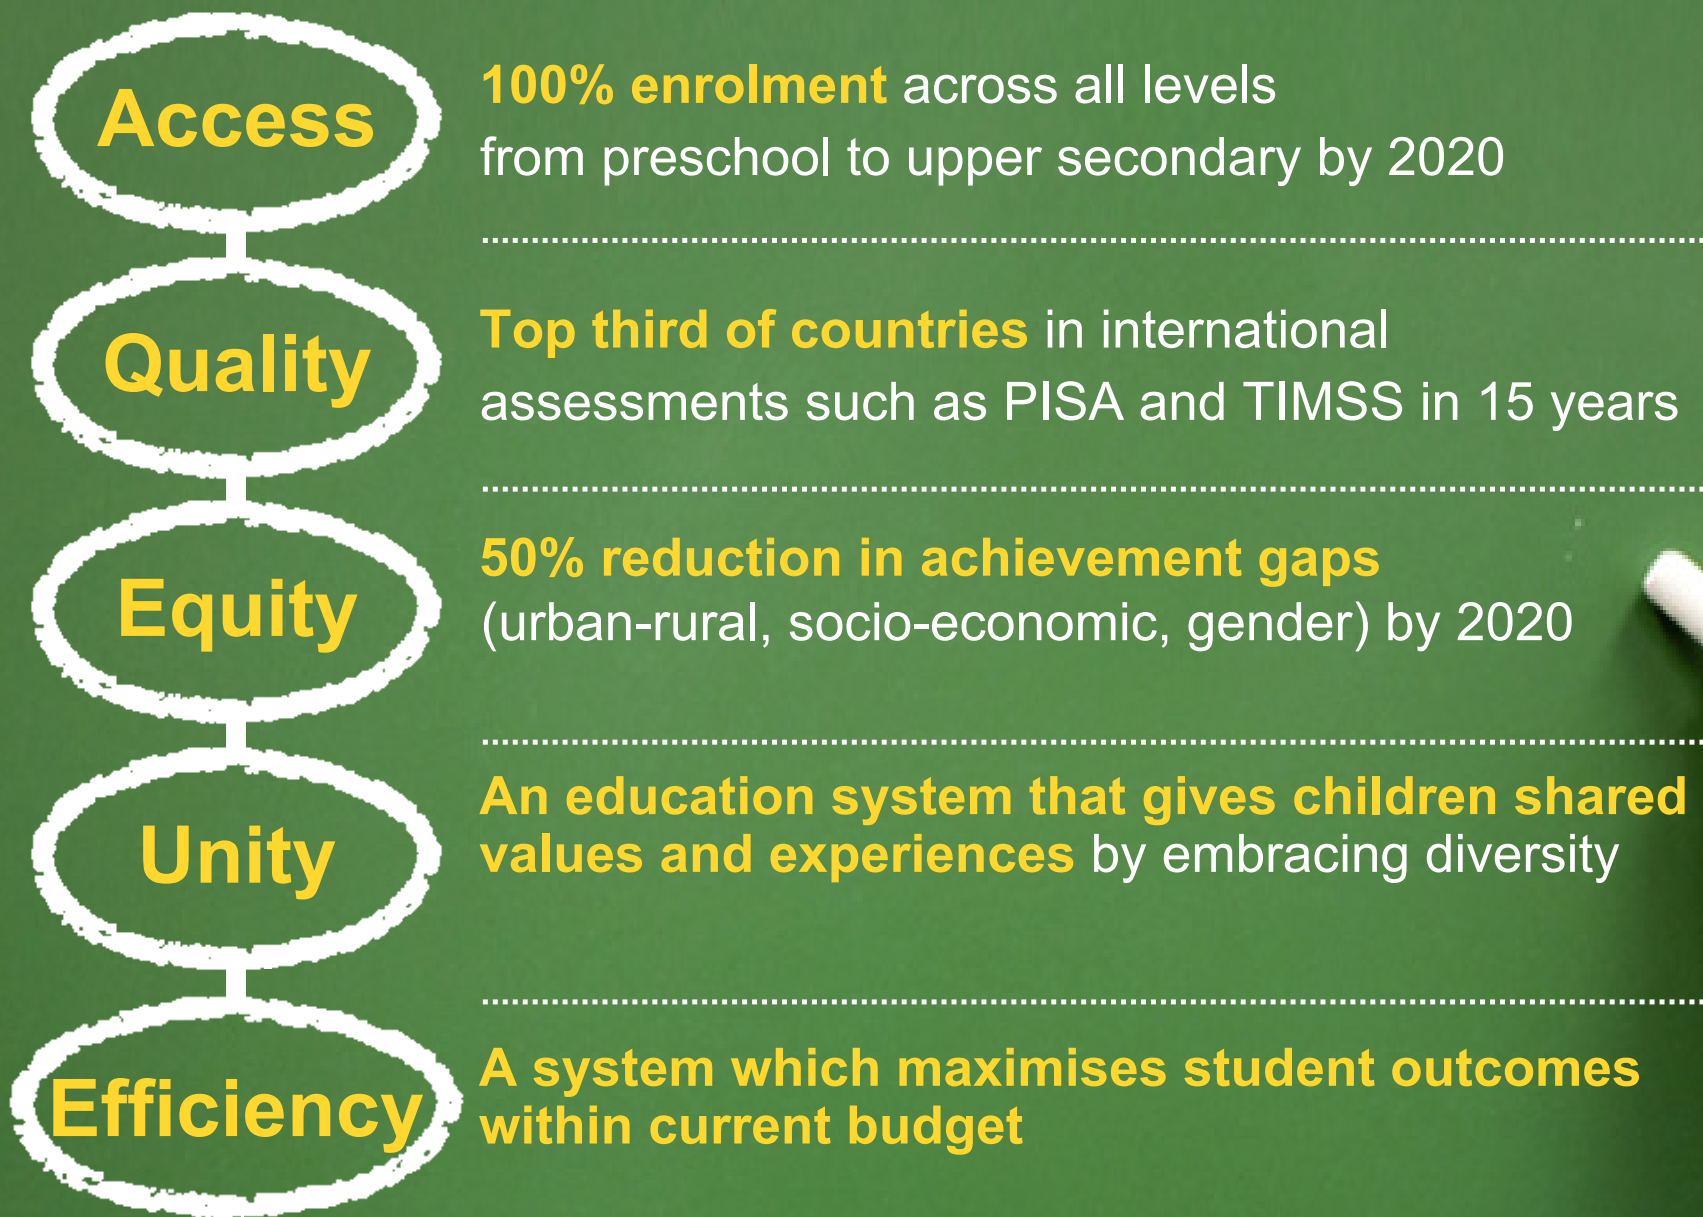 Access
100% enrolment across all levels
from preschool to upper secondary by 2020
Quality
Top third of countries in international
assessments such as PISA and TIMSS in 15 years
Equity
50% reduction in achievement gaps
(urban-rural, socio-economic, gender) by 2020
Unity
An education system that gives children shared
values and experiences by embracing diversity
Efficiency
A system which maximises student outcomes
within current budget